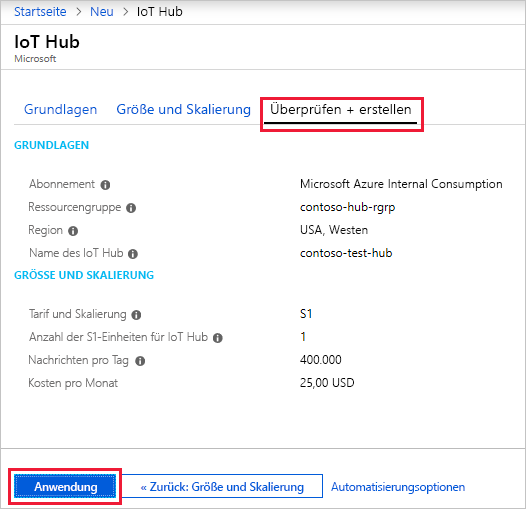 Startseite > Neu > IoT Hub
IoT Hub
Microsoft
Grundlagen Größe und Skalierung Überprüfen + erstellen
GRUNDLAGEN
Abonnement Microsoft Azure Internal Consumption
Ressourcengruppe contoso-hub-rgrp
Region USA, Westen
Name des IoT Hub contoso-test-hub
GRÖSSE UND SKALIERUNG
Tarif und Skalierung S1
Anzahl der S1-Einheiten für IoT Hub 1
Nachrichten pro Tag 400.000
Kosten pro Monat 25,00 USD
Anwendung « Zurück: Größe und Skalierung Automatisierungsoptionen